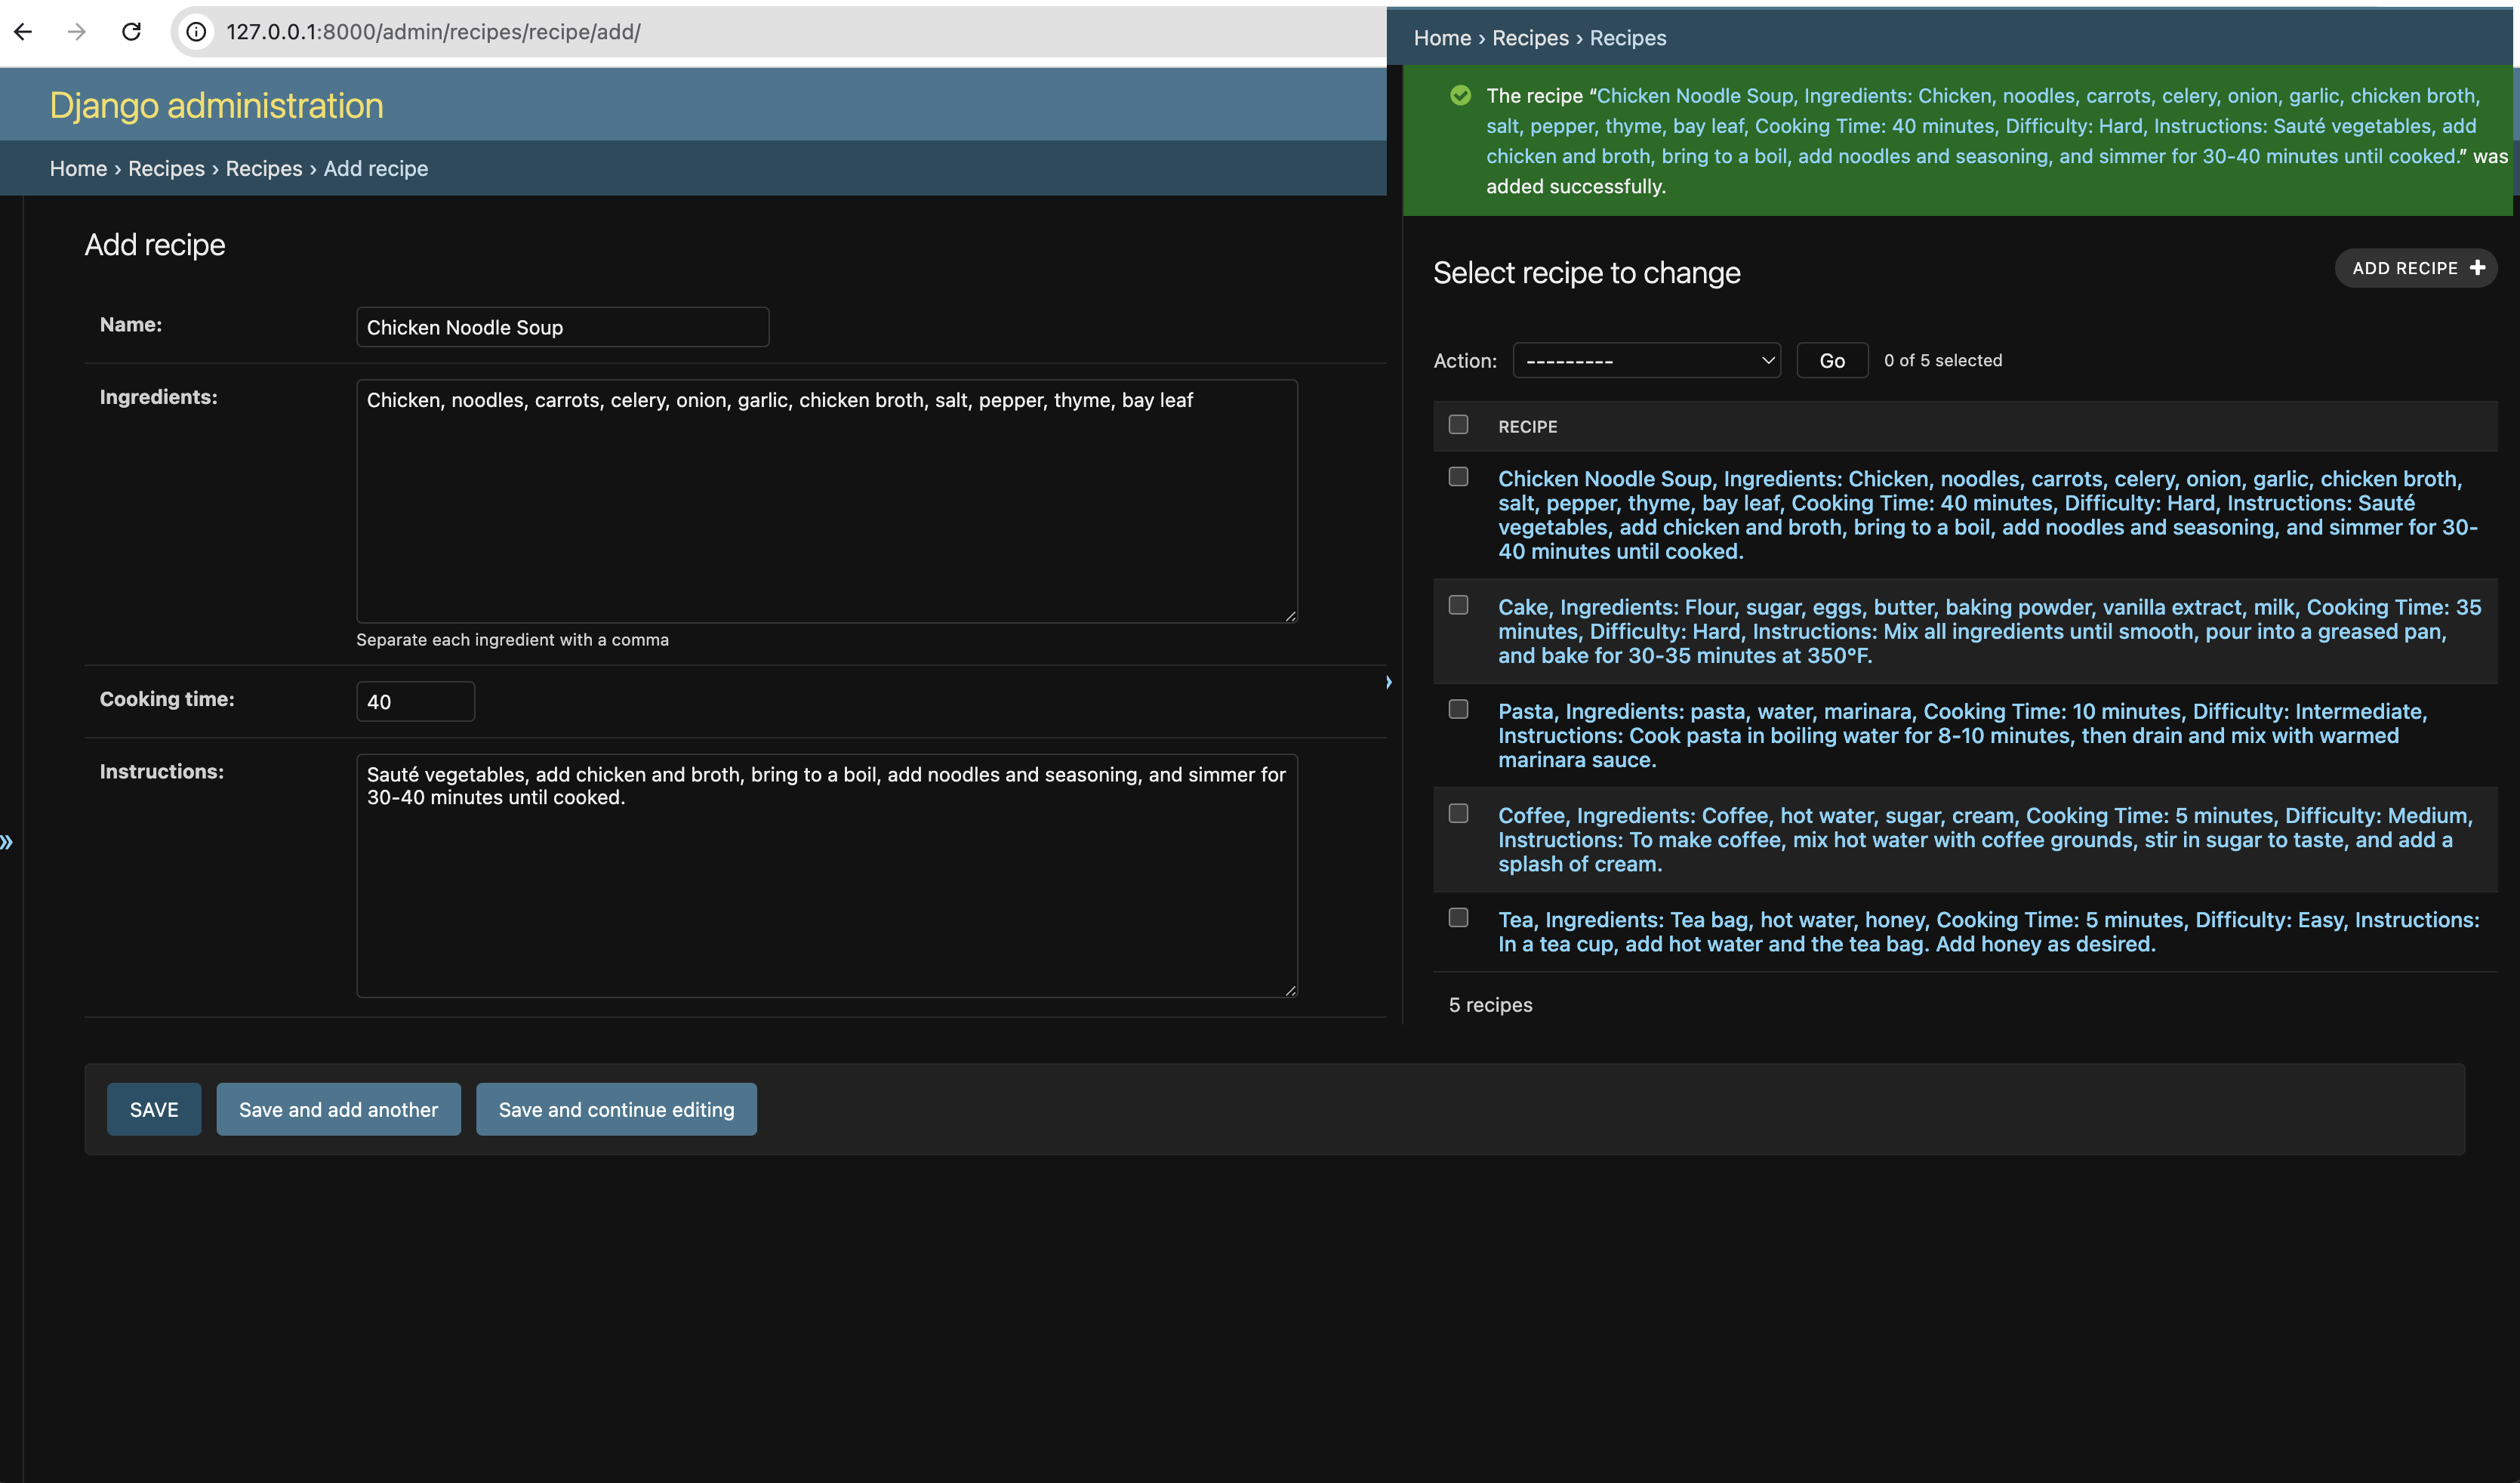 127.0.0.1:8000/admin/recipes/recipe/add/
Django administration
Home › Recipes › Recipes › Add recipe
Add recipe
Name:
Chicken Noodle Soup
Ingredients:
Chicken, noodles, carrots, celery, onion, garlic, chicken broth, salt, pepper, thyme, bay leaf
Separate each ingredient with a comma
Cooking time:
40
Instructions:
Sauté vegetables, add chicken and broth, bring to a boil, add noodles and seasoning, and simmer for
30-40 minutes until cooked.
SAVE
Save and add another
Save and continue editing
Home › Recipes › Recipes
The recipe “Chicken Noodle Soup, Ingredients: Chicken, noodles, carrots, celery, onion, garlic, chicken broth,
salt, pepper, thyme, bay leaf, Cooking Time: 40 minutes, Difficulty: Hard, Instructions: Sauté vegetables, add
chicken and broth, bring to a boil, add noodles and seasoning, and simmer for 30-40 minutes until cooked.” was
added successfully.
Select recipe to change
ADD RECIPE
Action:
---------
Go
0 of 5 selected
RECIPE
Chicken Noodle Soup, Ingredients: Chicken, noodles, carrots, celery, onion, garlic, chicken broth,
salt, pepper, thyme, bay leaf, Cooking Time: 40 minutes, Difficulty: Hard, Instructions: Sauté
vegetables, add chicken and broth, bring to a boil, add noodles and seasoning, and simmer for 30-
40 minutes until cooked.
Cake, Ingredients: Flour, sugar, eggs, butter, baking powder, vanilla extract, milk, Cooking Time: 35
minutes, Difficulty: Hard, Instructions: Mix all ingredients until smooth, pour into a greased pan,
and bake for 30-35 minutes at 350°F.
Pasta, Ingredients: pasta, water, marinara, Cooking Time: 10 minutes, Difficulty: Intermediate,
Instructions: Cook pasta in boiling water for 8-10 minutes, then drain and mix with warmed
marinara sauce.
Coffee, Ingredients: Coffee, hot water, sugar, cream, Cooking Time: 5 minutes, Difficulty: Medium,
Instructions: To make coffee, mix hot water with coffee grounds, stir in sugar to taste, and add a
splash of cream.
Tea, Ingredients: Tea bag, hot water, honey, Cooking Time: 5 minutes, Difficulty: Easy, Instructions:
In a tea cup, add hot water and the tea bag. Add honey as desired.
5 recipes